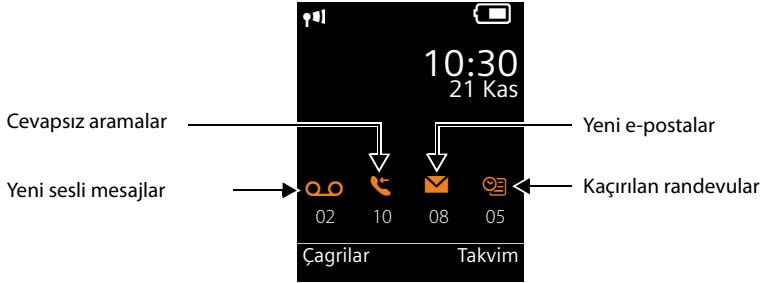 10:30
21 Kas
Cevapsız aramalar
Yeni e-postalar
Yeni sesli mesajlar
Kaçırılan randevular
02 10 08 05
Çagrilar Takvim